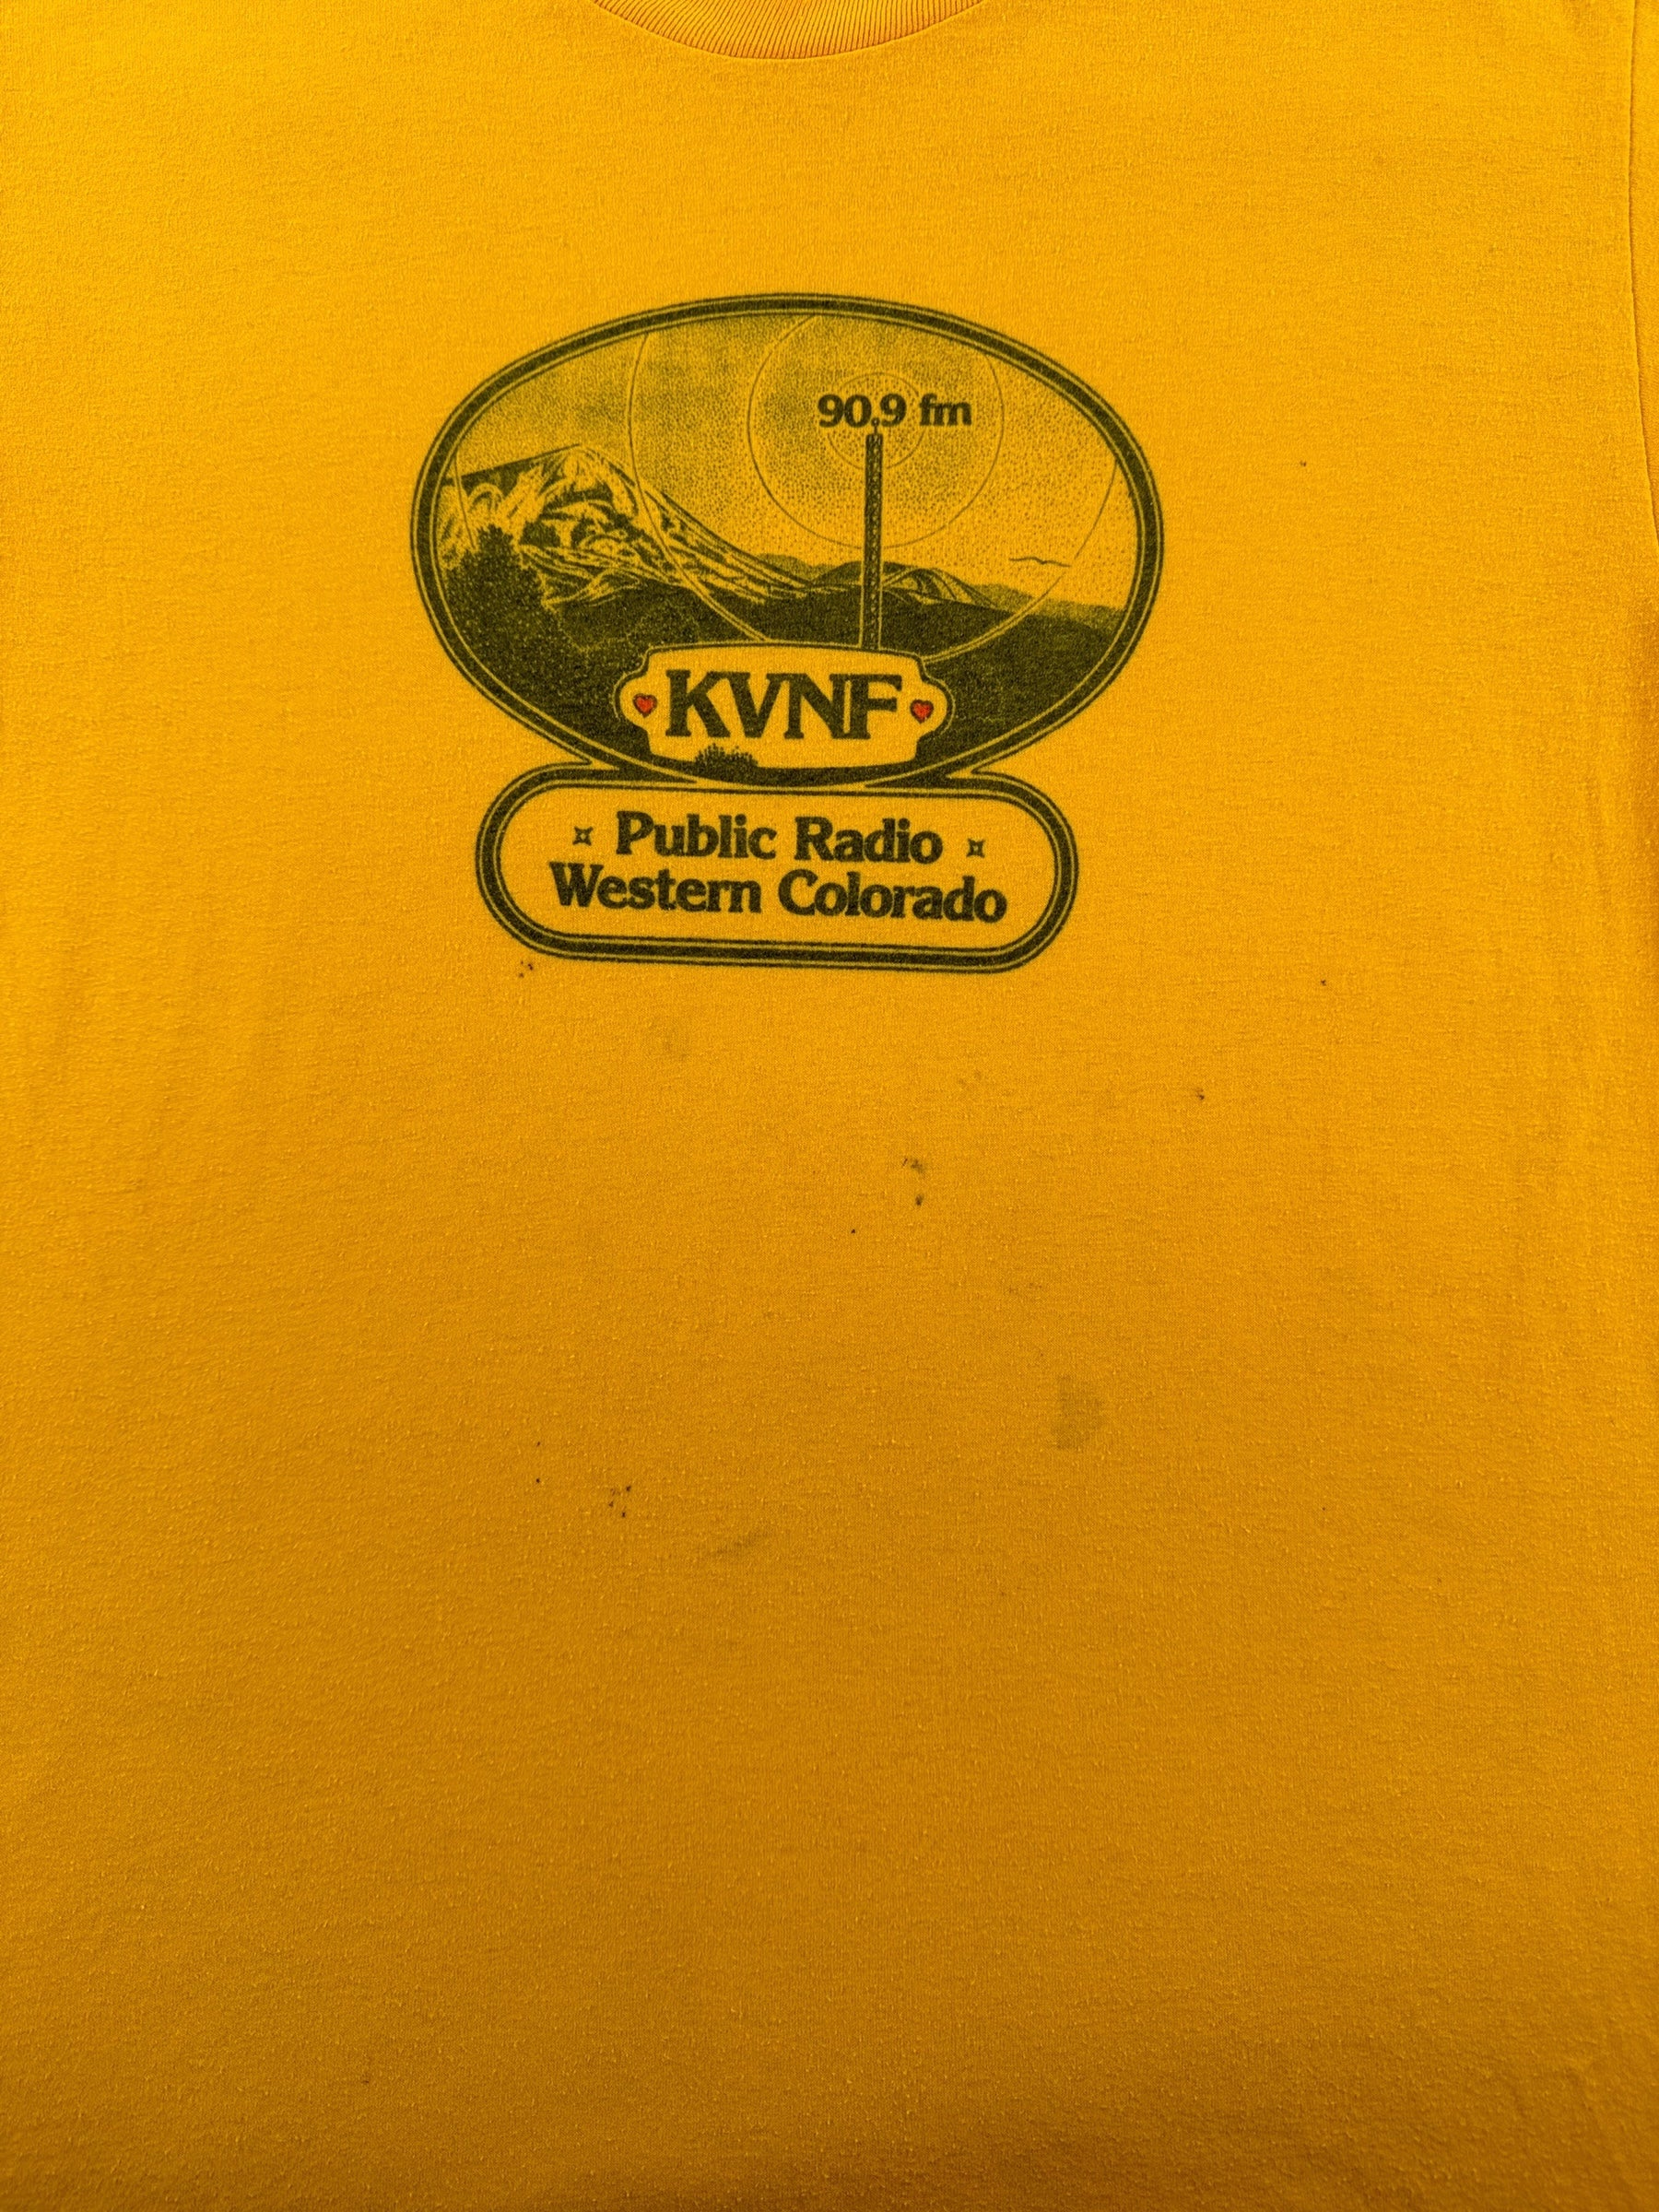 90.9 fm
KVNF
Public Radio
Western Colorado